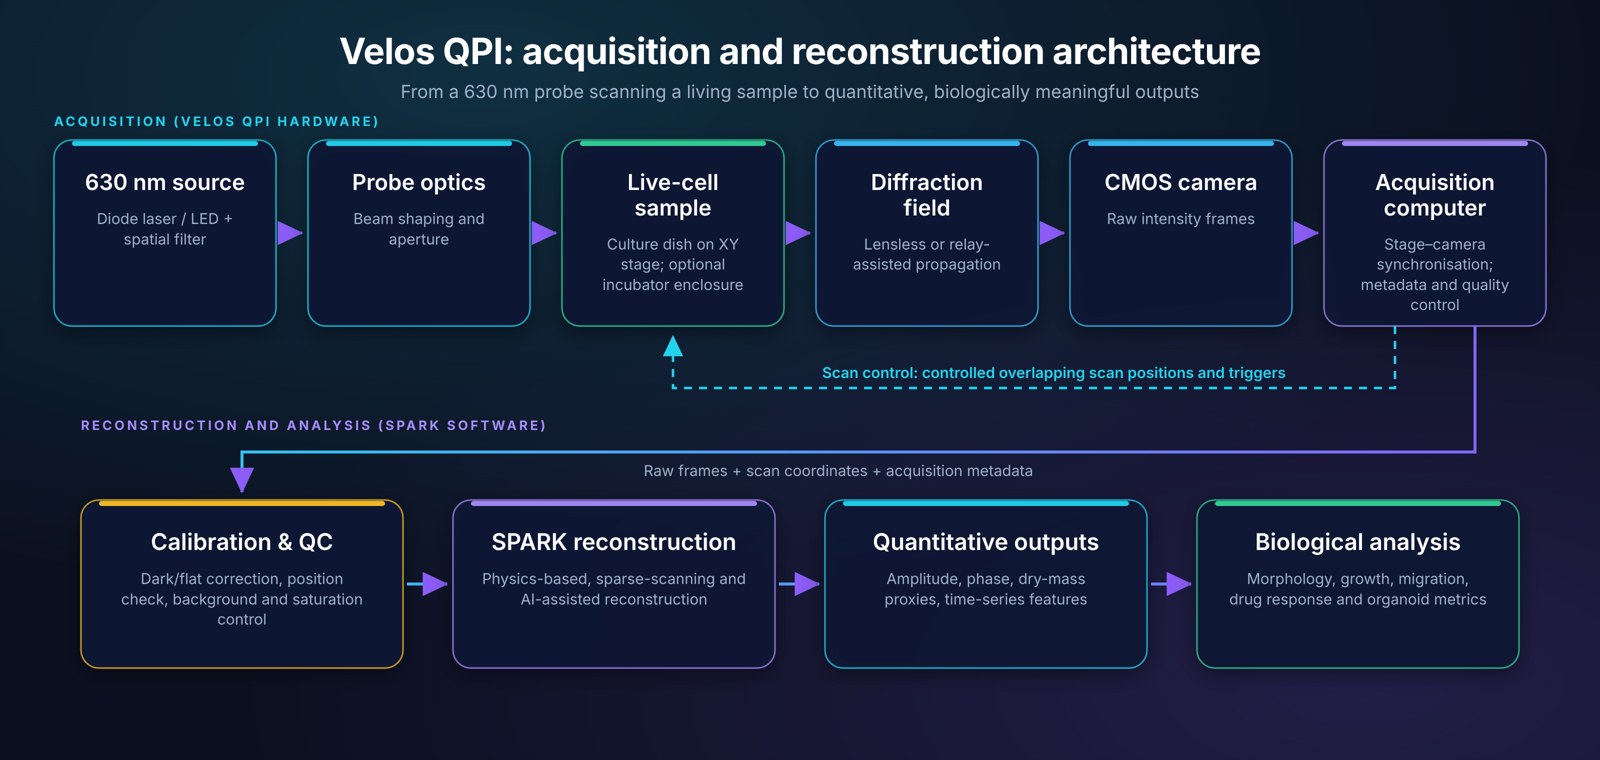 Velos QPI: acquisition and reconstruction architecture
From a 630 nm probe scanning a living sample to quantitative, biologically meaningful outputs
ACQUISITION (VELOS QPI HARDWARE)
630 nm source
Diode laser / LED +
spatial filter
Probe optics
Beam shaping and
aperture
Live-cell
sample
Culture dish on XY
stage; optional
incubator enclosure
Diffraction
field
Lensless or relay-
assisted propagation
CMOS camera
Raw intensity frames
Acquisition
computer
Stage–camera
synchronisation;
metadata and quality
control
Scan control: controlled overlapping scan positions and triggers
RECONSTRUCTION AND ANALYSIS (SPARK SOFTWARE)
Raw frames + scan coordinates + acquisition metadata
Calibration & QC
Dark/flat correction, position
check, background and saturation
control
SPARK reconstruction
Physics-based, sparse-scanning and
AI-assisted reconstruction
Quantitative outputs
Amplitude, phase, dry-mass
proxies, time-series features
Biological analysis
Morphology, growth, migration,
drug response and organoid metrics